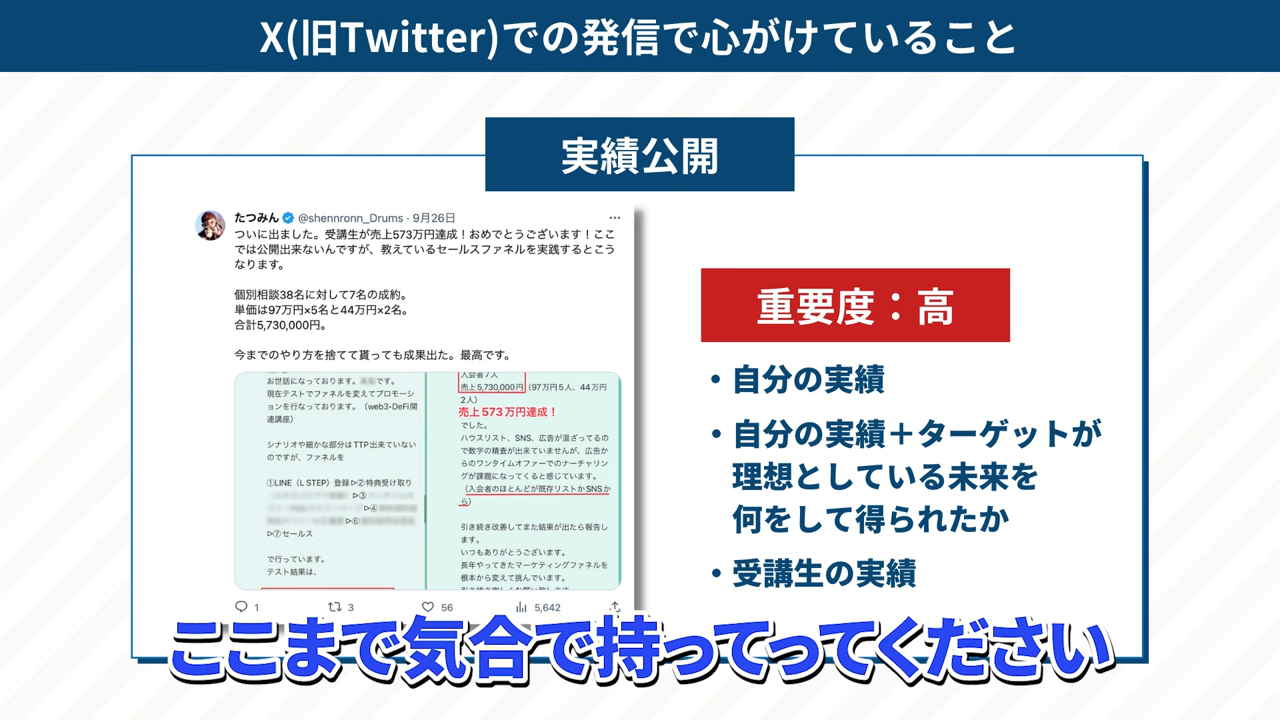 X(旧Twitter)での発信で心がけていること
実績公開
たつみん @shennronn_Drums · 9月26日
ついに出ました。受講生が売上573万円達成！おめでとうございます！ここ
では公開出来ないんですが、教えているセールスファネルを実践するとこう
なります。
個別相談38名に対して7名の成約。
単価は97万円×5名と44万円×2名。
合計5,730,000円。
今までのやり方を捨てて貰っても成果出た。最高です。
お世話になっております。 です。
現在テストでファネルを変えてプロモーシ
ョンを行なっております。（web3•DeFi関
連講座）
シナリオや細かな部分はTTP出来ていない
のですが、ファネルを
①LINE（L STEP）登録▷②特典受け取り
▷③
▷④
▷⑥
▷⑦セールス
で行っています。
テスト結果は、
入会者7人
売上5,730,000円（97万円5人、44万円
2人）
売上573万円達成！
でした。
ハウスリスト、SNS、広告が混ざってるの
で数字の精査が出来ていませんが、広告か
らのワンタイムオファーでのナーチャリン
グが課題になってくると感じています。
（入会者のほとんどが既存リストかSNSか
ら）
引き続き改善してまた結果が出たら報告し
ます。
いつもありがとうございます。
長年やってきたマーケティングファネルを
根本から変えて挑んでいます。
1 3 56 5,642
重要度：高
・自分の実績
・自分の実績＋ターゲットが
理想としている未来を
何をして得られたか
・受講生の実績
ここまで気合で持ってってください